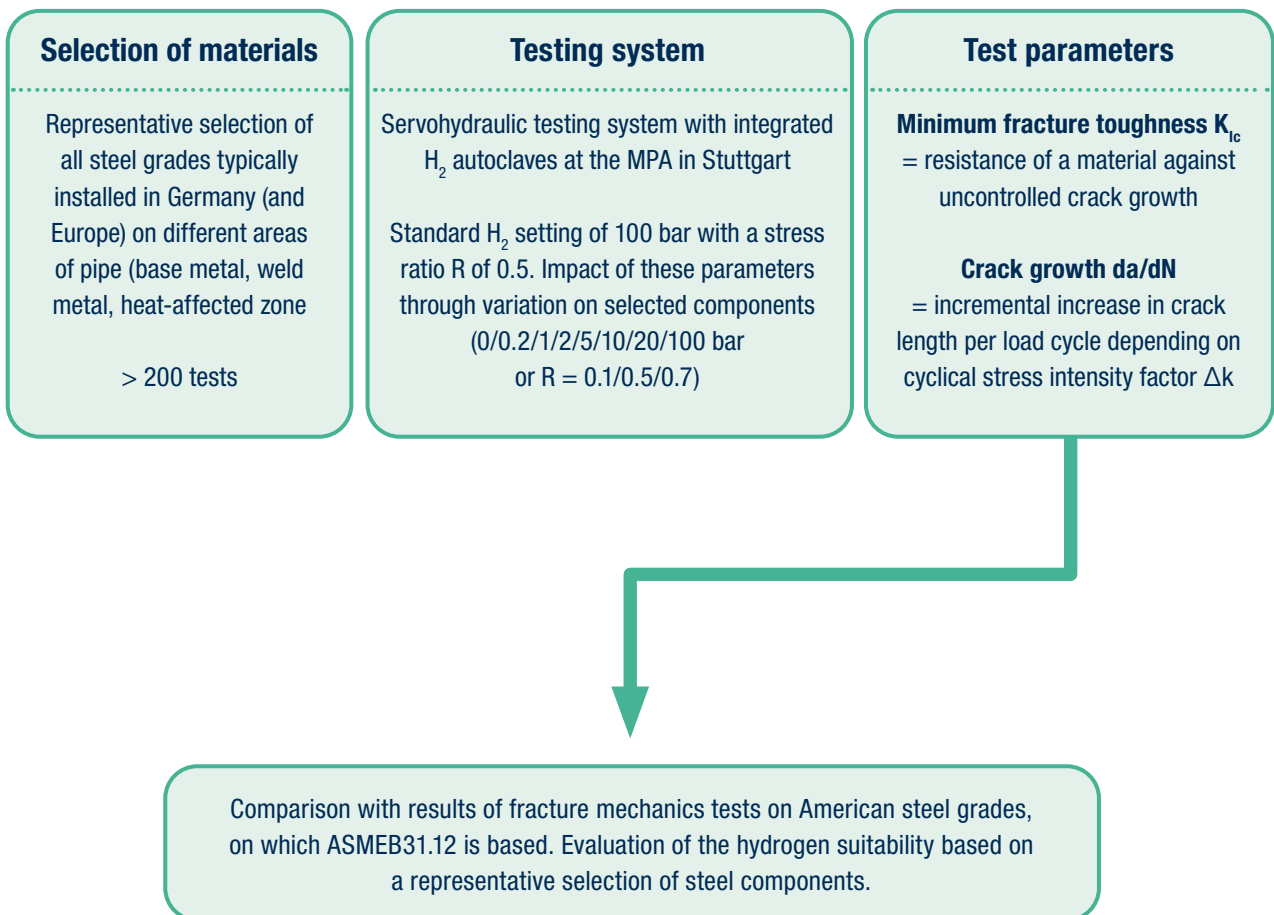 Selection of materials
Representative selection of
all steel grades typically
installed in Germany (and
Europe) on different areas
of pipe (base metal, weld
metal, heat-affected zone
> 200 tests
Testing system
Servohydraulic testing system with integrated
H₂ autoclaves at the MPA in Stuttgart
Standard H₂ setting of 100 bar with a stress
ratio R of 0.5. Impact of these parameters
through variation on selected components
(0/0.2/1/2/5/10/20/100 bar
or R = 0.1/0.5/0.7)
Test parameters
Minimum fracture toughness K_Ic
= resistance of a material against
uncontrolled crack growth
Crack growth da/dN
= incremental increase in crack
length per load cycle depending on
cyclical stress intensity factor Δk
Comparison with results of fracture mechanics tests on American steel grades,
on which ASMEB31.12 is based. Evaluation of the hydrogen suitability based on
a representative selection of steel components.